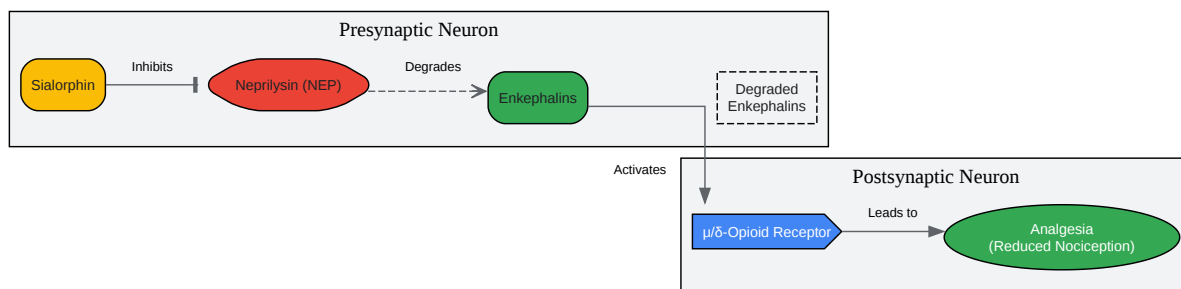 Presynaptic Neuron
Sialorphin
Inhibits
Neprilysin (NEP)
Degrades
Enkephalins
Degraded
Enkephalins
Activates
Postsynaptic Neuron
μ/δ-Opioid Receptor
Leads to
Analgesia
(Reduced Nociception)